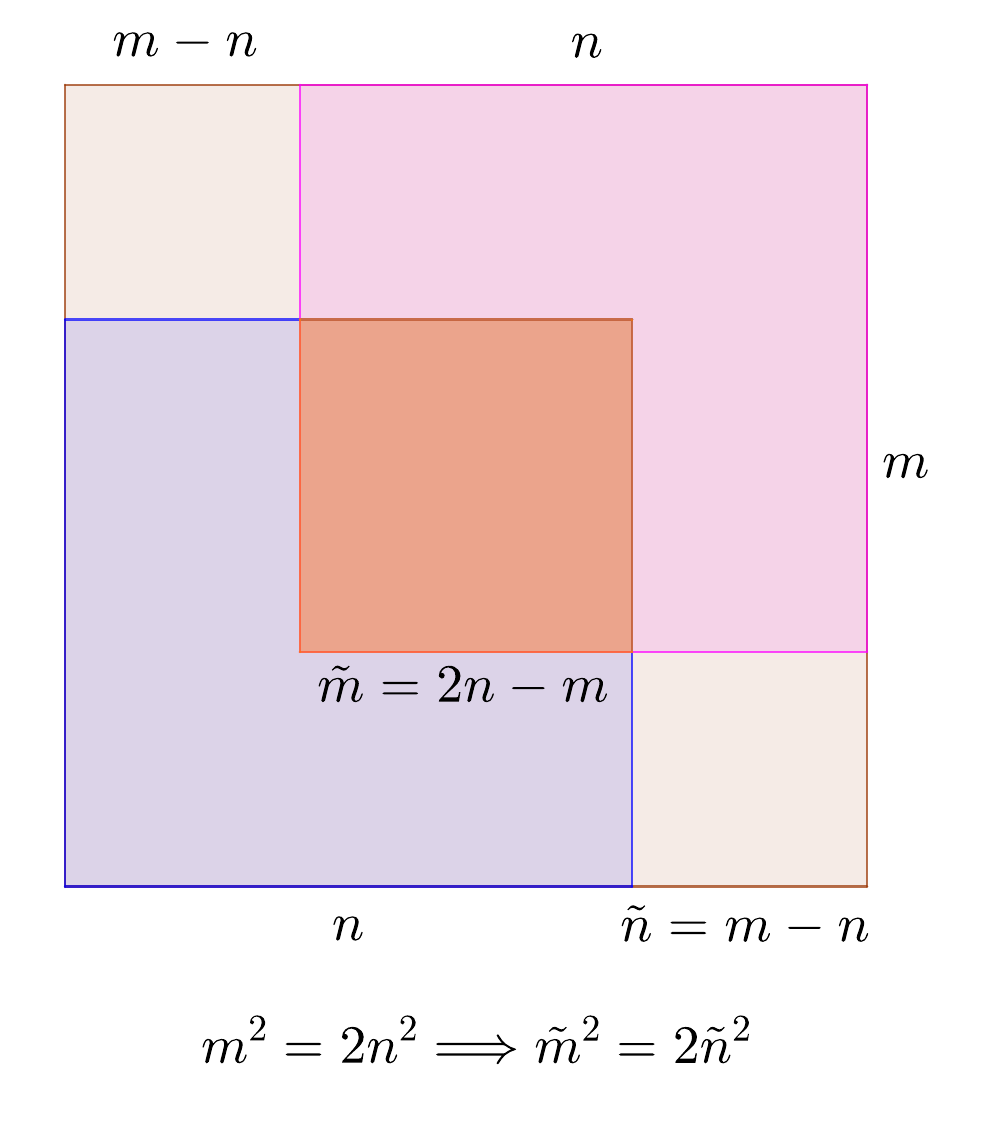 m − n
n
m
m̃ = 2n − m
n
ñ = m − n
m² = 2n² ⟹ m̃² = 2ñ²